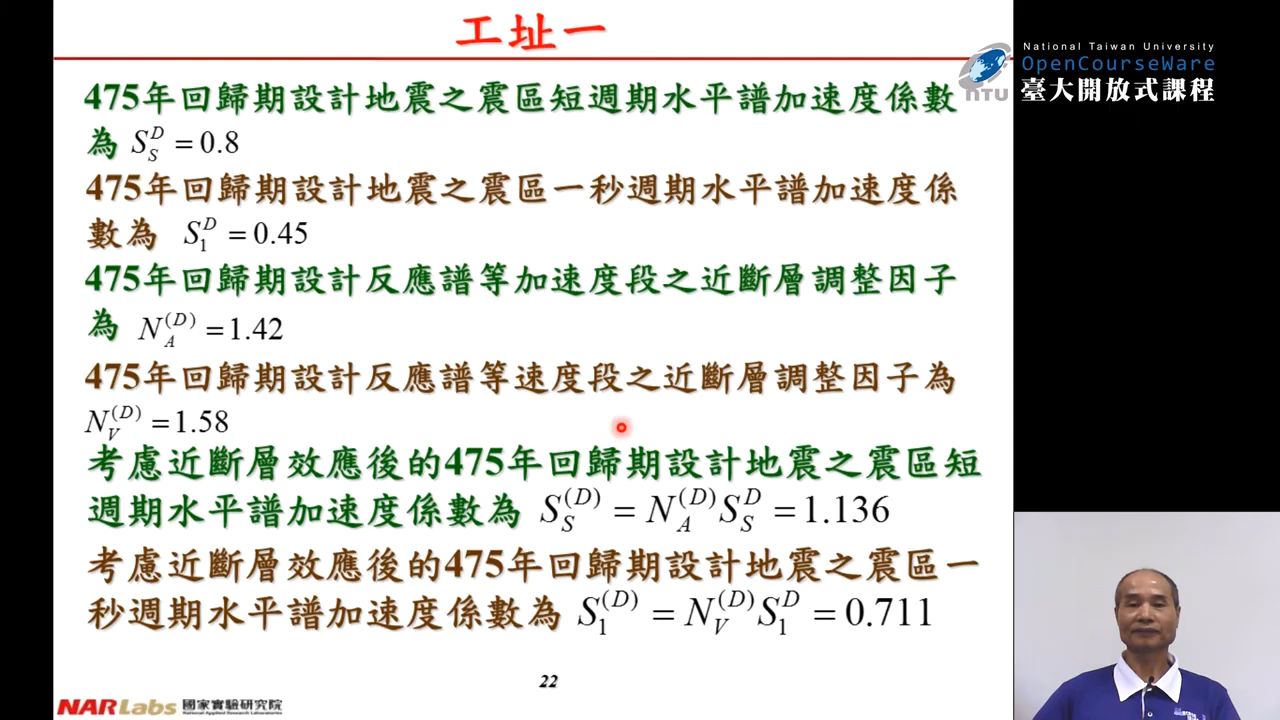 工址一
National Taiwan University
OpenCourseWare
臺大開放式課程
NTU
475年回歸期設計地震之震區短週期水平譜加速度係數
為 S_S^D = 0.8
475年回歸期設計地震之震區一秒週期水平譜加速度係
數為 S_1^D = 0.45
475年回歸期設計反應譜等加速度段之近斷層調整因子
為 N_A^(D) = 1.42
475年回歸期設計反應譜等速度段之近斷層調整因子為
N_V^(D) = 1.58
考慮近斷層效應後的475年回歸期設計地震之震區短
週期水平譜加速度係數為 S_S^(D) = N_A^(D) S_S^D = 1.136
考慮近斷層效應後的475年回歸期設計地震之震區一
秒週期水平譜加速度係數為 S_1^(D) = N_V^(D) S_1^D = 0.711
22
NARLabs 國家實驗研究院
National Applied Research Laboratories